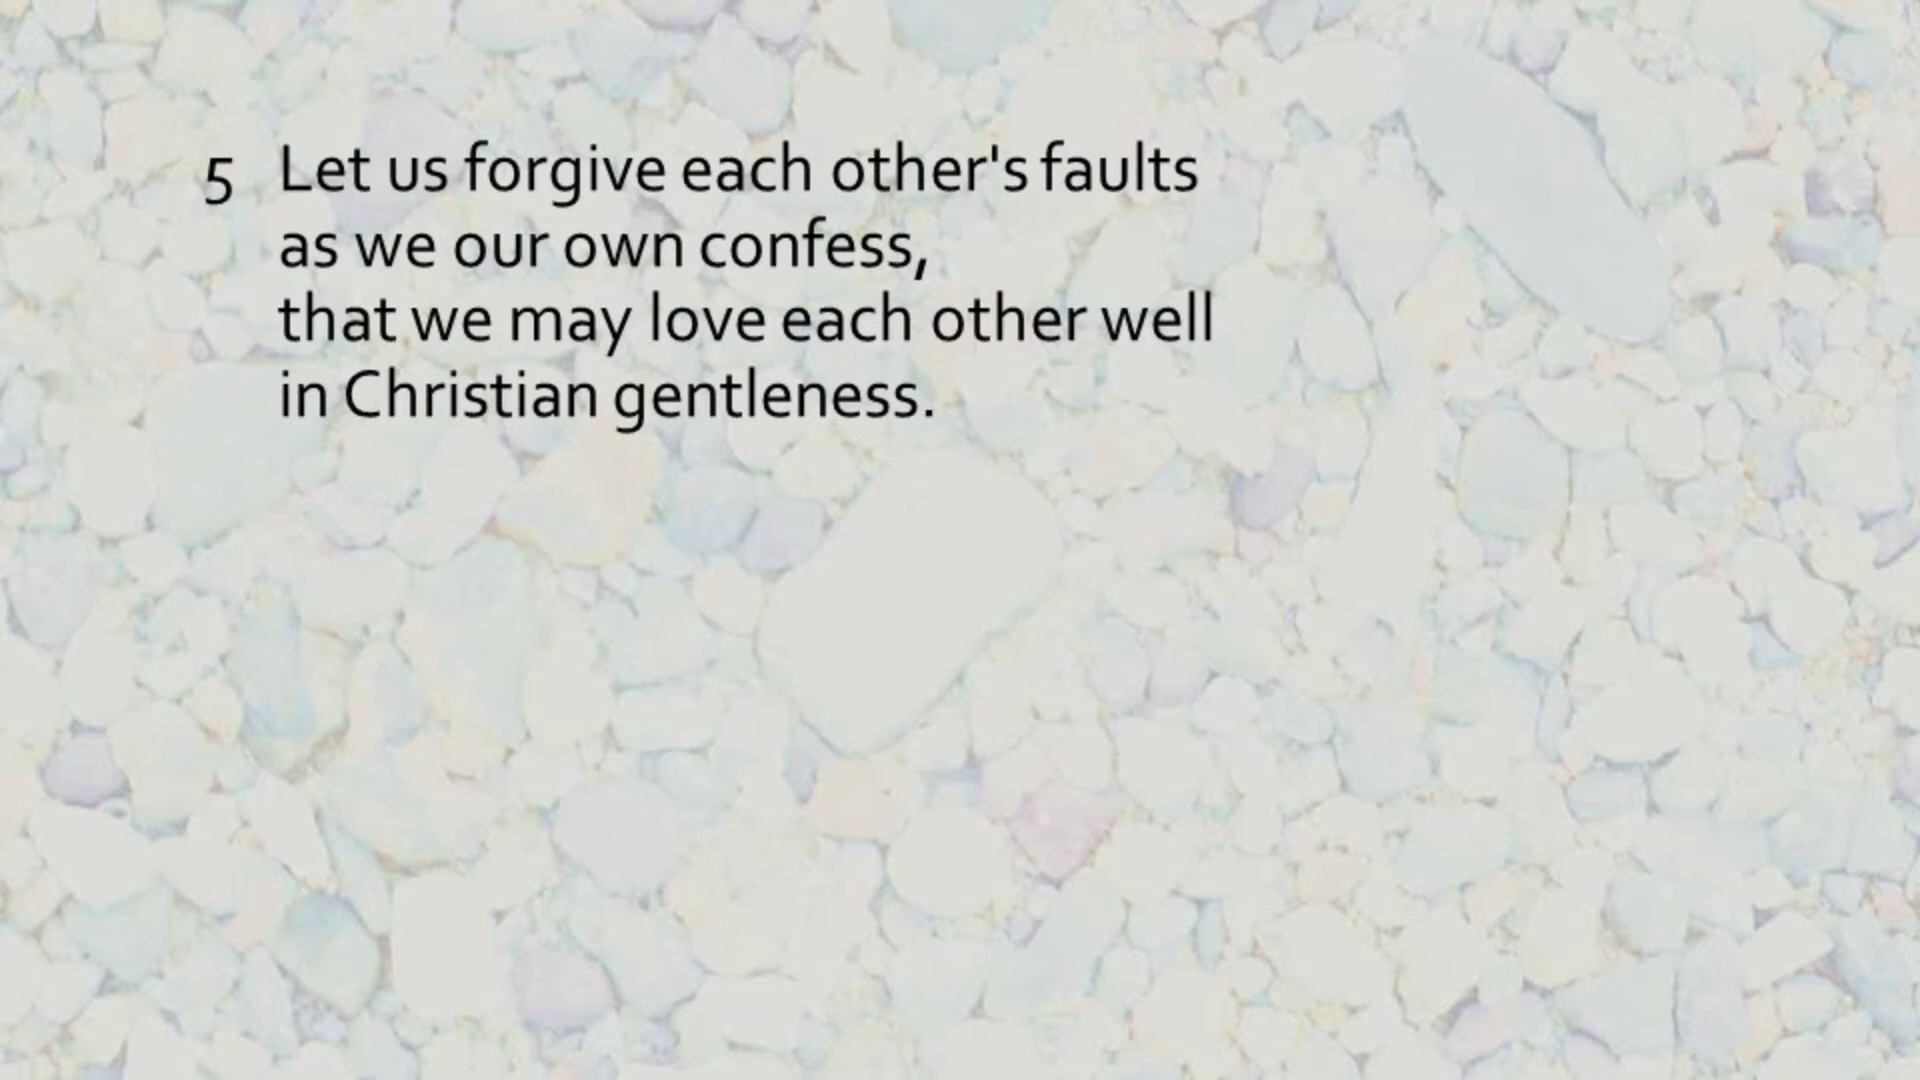 5 Let us forgive each other's faults
as we our own confess,
that we may love each other well
in Christian gentleness.